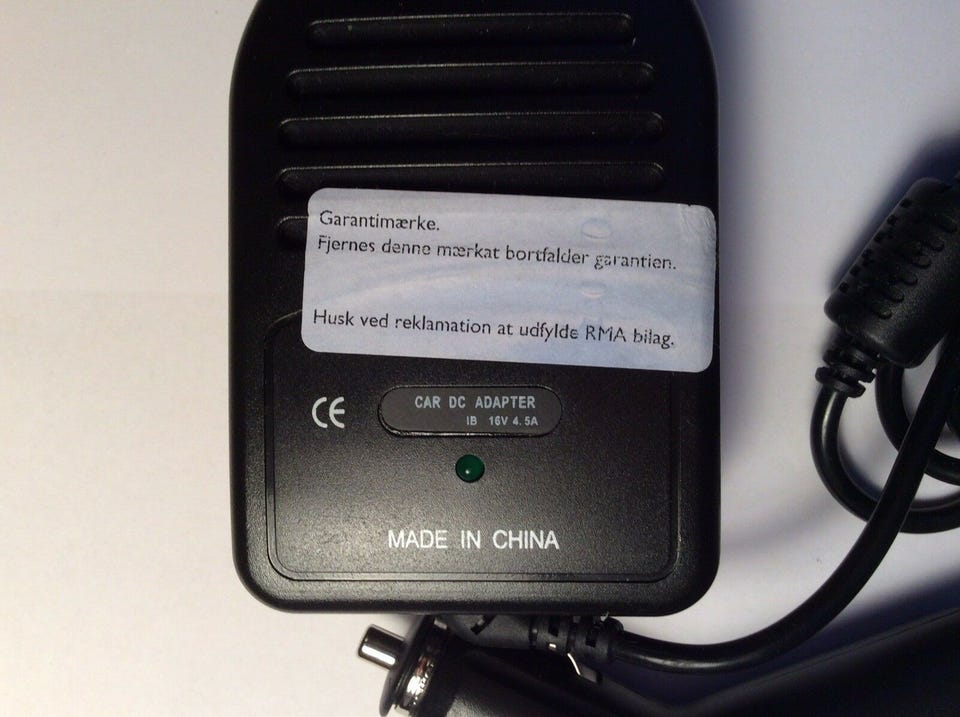 Garantimærke.
Fjernes denne mærkat bortfalder garantien.
Husk ved reklamation at udfylde RMA bilag.
CE
CAR DC ADAPTER
IB 16V 4.5A
MADE IN CHINA